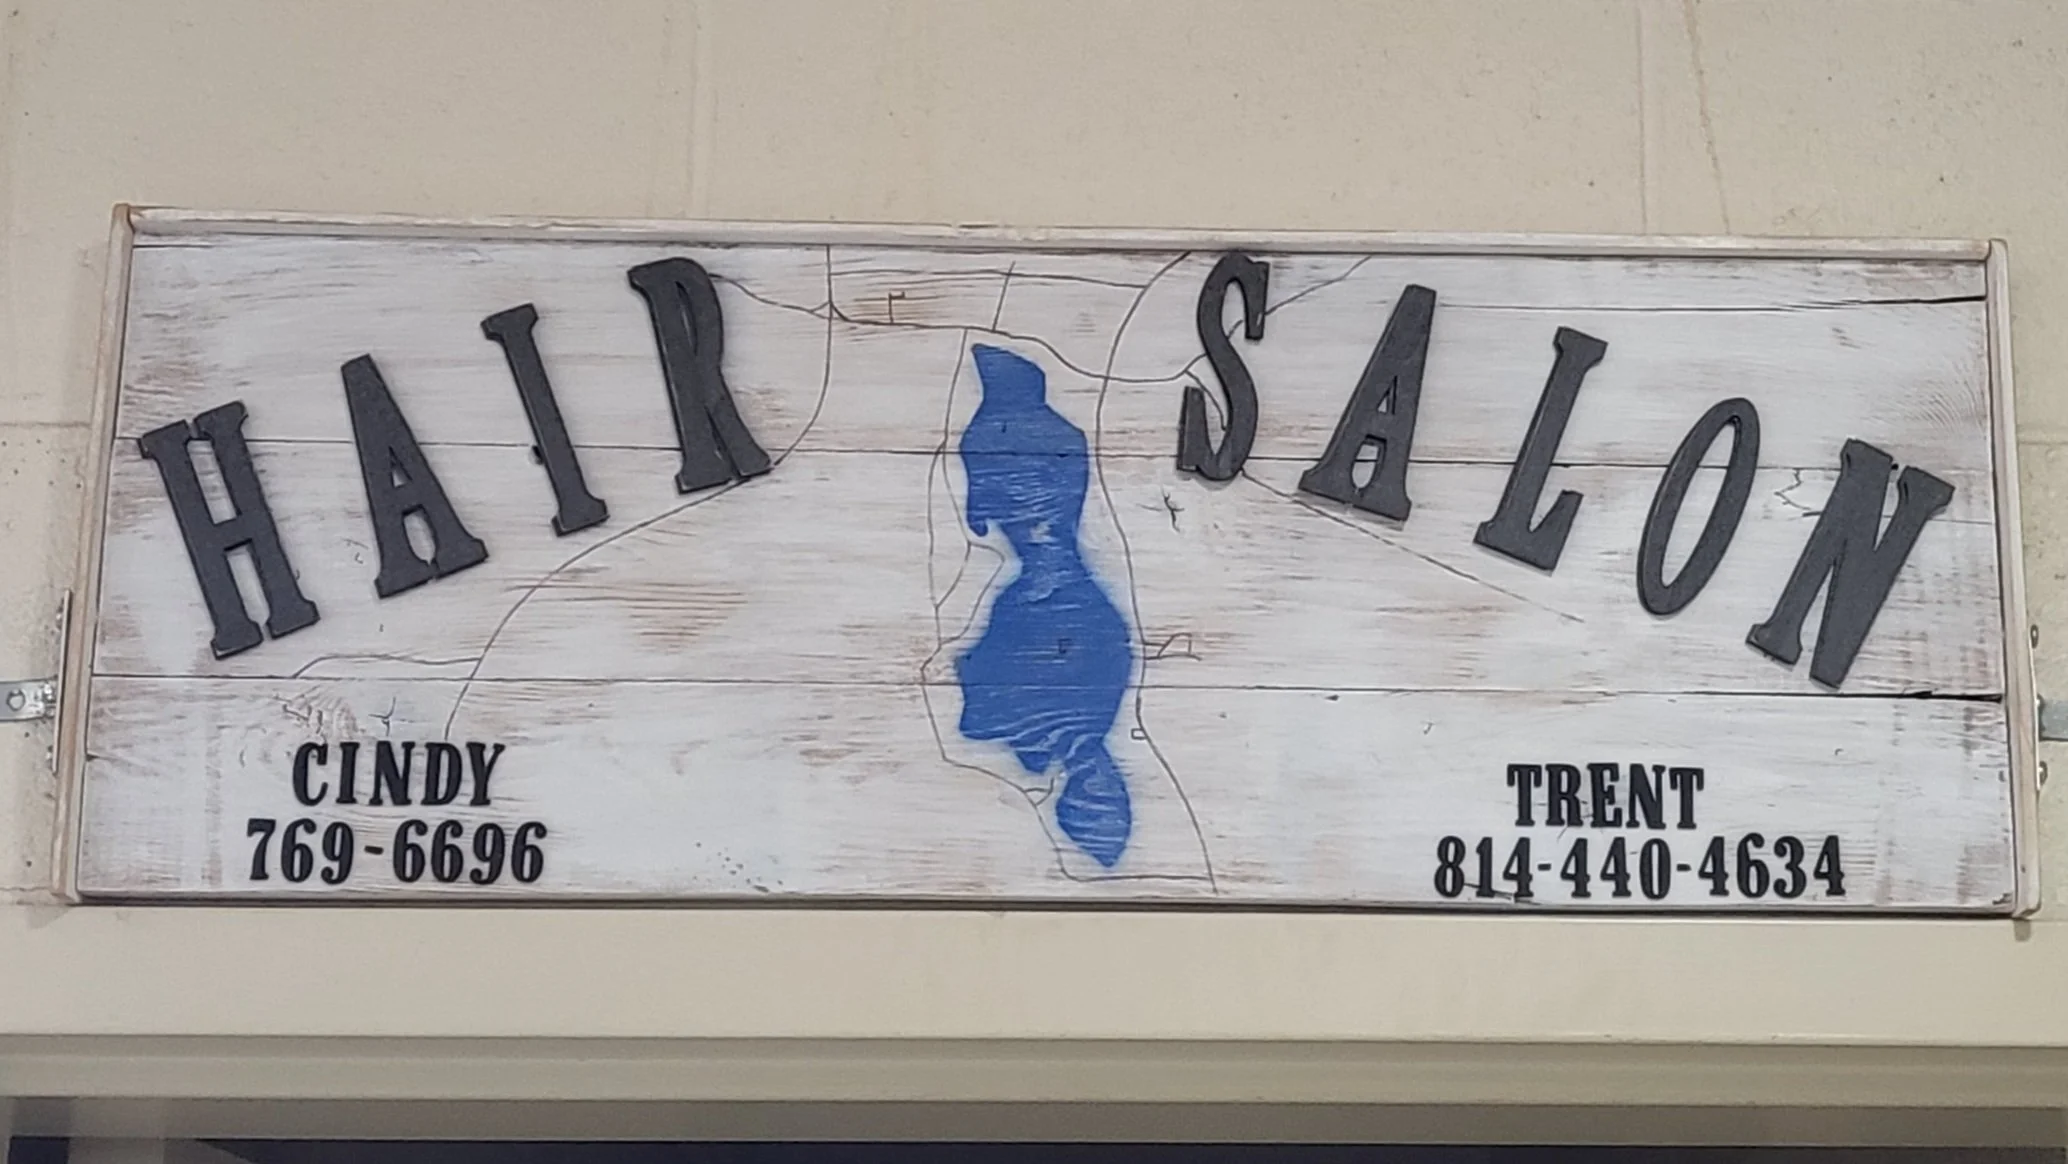 HAIR SALON
CINDY
769-6696
TRENT
814-440-4634